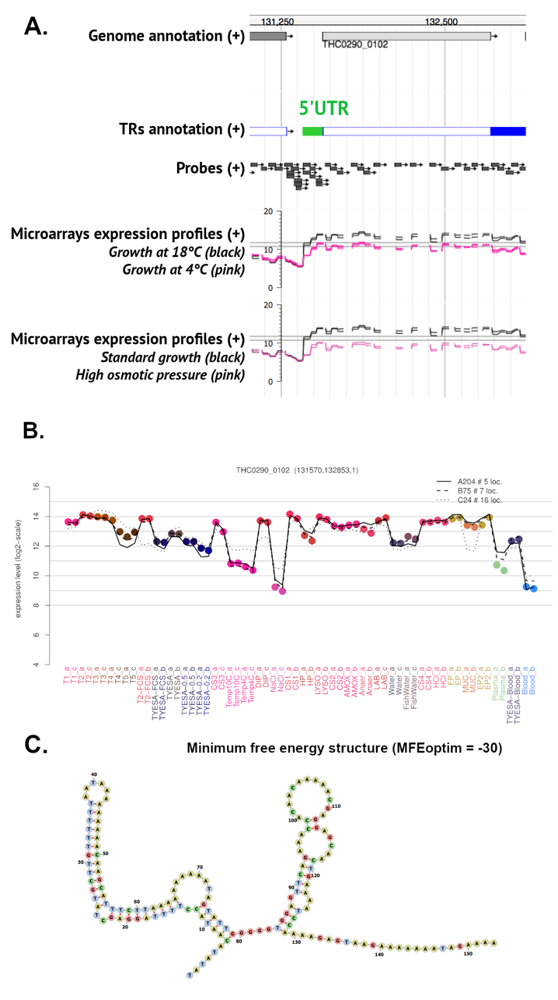 A.
131,250
132,500
Genome annotation (+)
THC0290_0102
5'UTR
TRs annotation (+)
Probes (+)
20
Microarrays expression profiles (+)
Growth at 18°C (black)
10
Growth at 4°C (pink)
0
20
Microarrays expression profiles (+)
10
Standard growth (black)
High osmotic pressure (pink)
0
B.
THC0290_0102 (131570,132853,1)
A204 # 5 loc.
B75 # 7 loc.
C24 # 16 loc.
expression level (log2-scale)
16
14
12
10
8
6
4
T1_a
T1_c
T2_a
T2_c
T3_a
T3_c
T4_a
T4_c
T5_a
T5_c
T2-FCS_a
T2-FCS_b
TYESA-FCS_a
TYESA-FCS_b
TYESA_a
TYESA_b
TYESA-0.5_a
TYESA-0.5_b
TYESA-0.2_a
TYESA-0.2_b
CS3_a
CS3_c
Temp10C_a
Temp10C_c
Temp4C_a
Temp4C_c
DIP_a
DIP_c
NaCl_a
NaCl_c
CS1_a
CS1_c
HP_a
HP_b
LYSO_a
LYSO_b
CS2_a
CS2_b
AMOX_a
AMOX_b
Anaer_a
Anaer_b
LAB_a
LAB_c
Water_a
Water_c
FishWater_a
FishWater_c
CS4_a
CS4_b
HCl_a
HCl_b
EP_a
EP_b
MUC_a
MUC_b
EP2_a
EP2_b
Plasma_a
Plasma_b
TYESA-Blood_a
TYESA-Blood_b
Blood_a
Blood_b
C.
Minimum free energy structure (MFEoptim = -30)
40
110
100
50
30
70
120
60
90
20
10
80
130
140
150